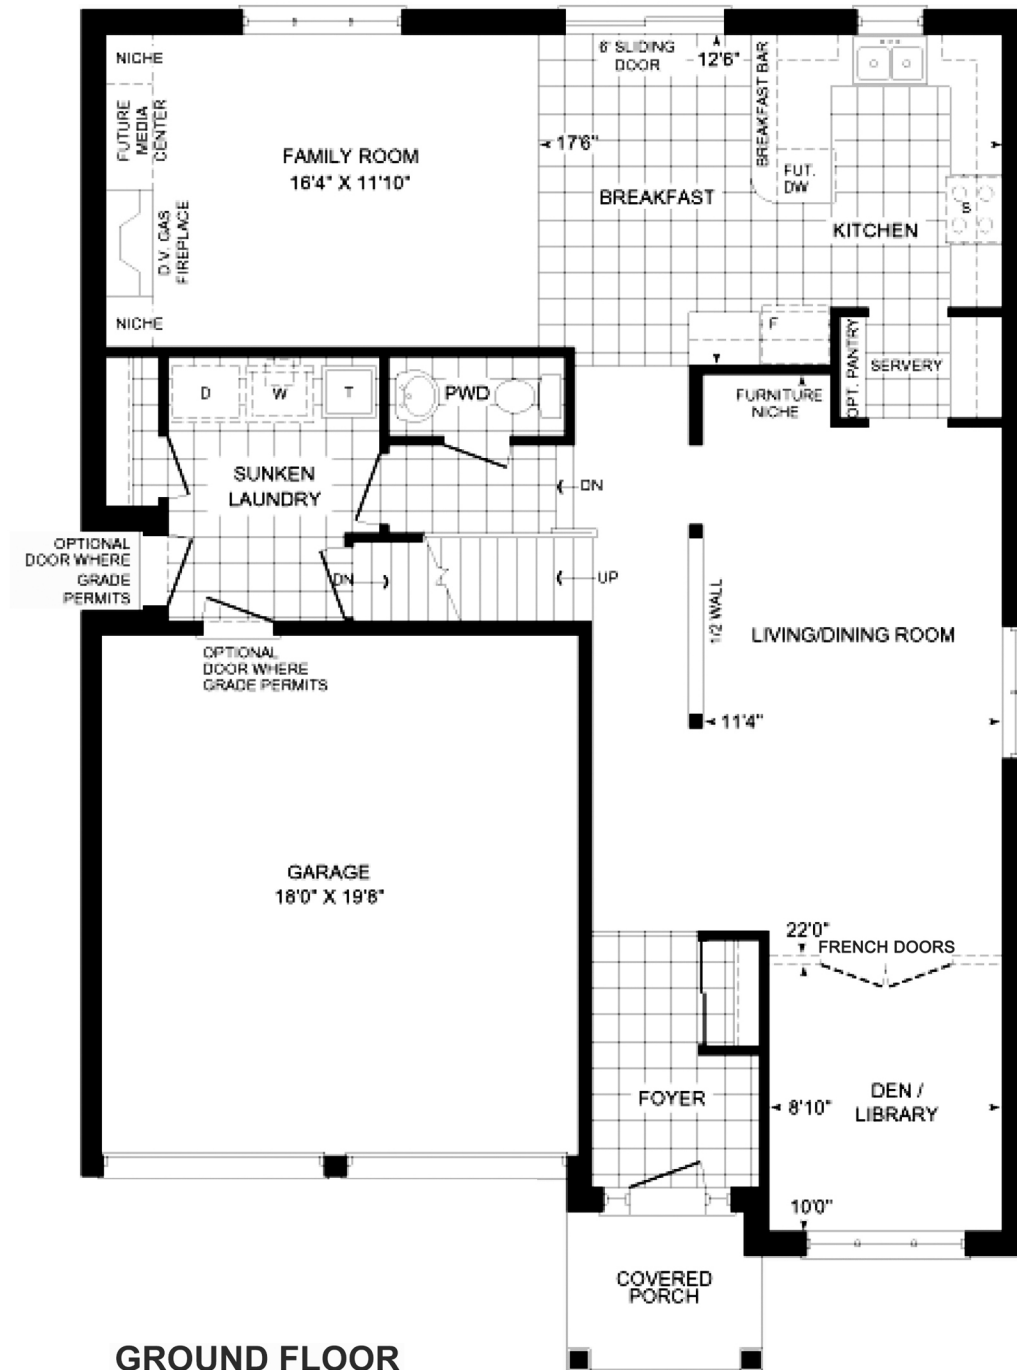 NICHE
FUTURE
MEDIA
CENTER
D.V. GAS
FIREPLACE
NICHE
FAMILY ROOM
16'4" X 11'10"
6' SLIDING
DOOR
12'6"
17'6"
BREAKFAST
BREAKFAST BAR
FUT.
DW
KITCHEN
S
F
OPT. PANTRY
SERVERY
FURNITURE
NICHE
D
W
T
PWD
SUNKEN
LAUNDRY
DN
OPTIONAL
DOOR WHERE
GRADE
PERMITS
DN
UP
1/2 WALL
LIVING/DINING ROOM
11'4"
OPTIONAL
DOOR WHERE
GRADE PERMITS
GARAGE
18'0" X 19'8"
22'0"
FRENCH DOORS
FOYER
DEN /
LIBRARY
8'10"
10'0"
COVERED
PORCH
GROUND FLOOR